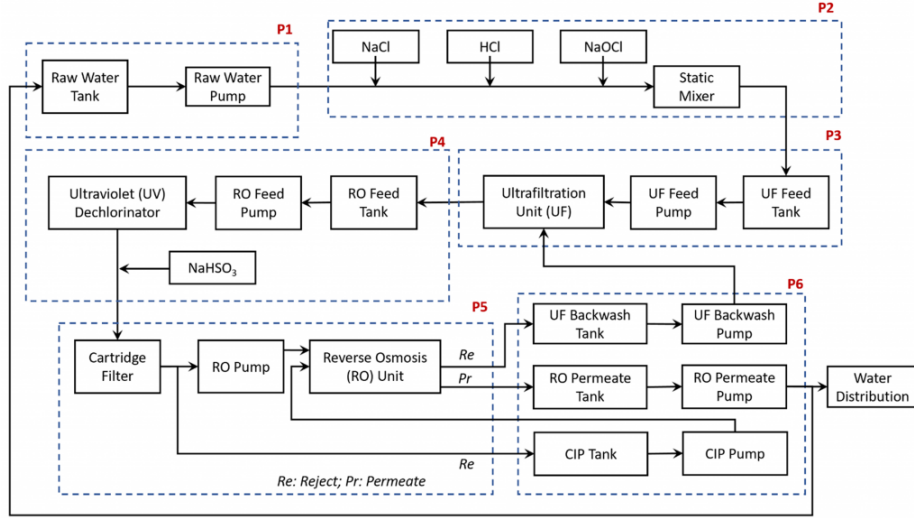 P1
P2
NaCl
HCl
NaOCl
Raw Water
Tank
Raw Water
Pump
Static
Mixer
P4
P3
Ultraviolet (UV)
Dechlorinator
RO Feed
Pump
RO Feed
Tank
Ultrafiltration
Unit (UF)
UF Feed
Pump
UF Feed
Tank
NaHSO₃
P5
P6
UF Backwash
Tank
UF Backwash
Pump
Cartridge
Filter
RO Pump
Reverse Osmosis
(RO) Unit
Re
Pr
RO Permeate
Tank
RO Permeate
Pump
Water
Distribution
Re
CIP Tank
CIP Pump
Re: Reject; Pr: Permeate